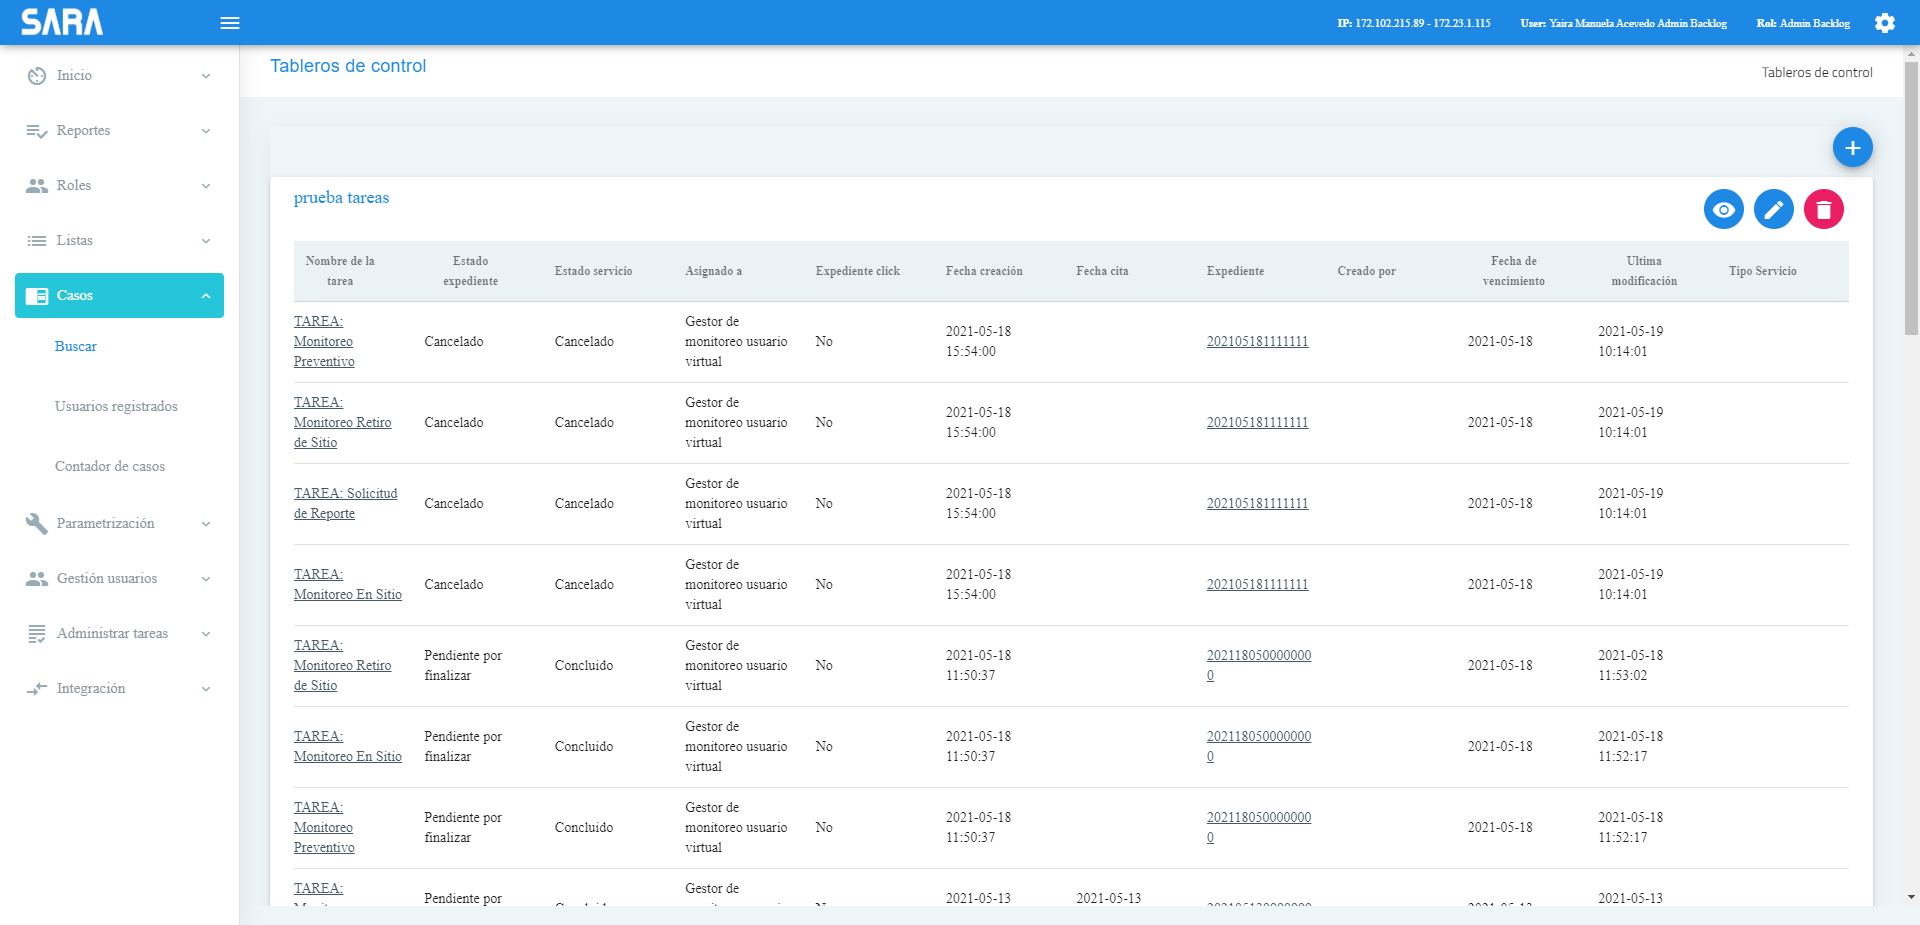 SARA
IP: 172.102.215.89 - 172.23.1.115 User: Yaira Manuela Acevedo Admin Backlog Rol: Admin Backlog
Inicio
Reportes
Roles
Listas
Casos
Buscar
Usuarios registrados
Contador de casos
Parametrización
Gestión usuarios
Administrar tareas
Integración
Tableros de control
Tableros de control
prueba tareas
Nombre de la tarea Estado expediente Estado servicio Asignado a Expediente click Fecha creación Fecha cita Expediente Creado por Fecha de vencimiento Ultima modificación Tipo Servicio
TAREA: Monitoreo Preventivo Cancelado Cancelado Gestor de monitoreo usuario virtual No 2021-05-18 15:54:00 202105181111111 2021-05-18 2021-05-19 10:14:01
TAREA: Monitoreo Retiro de Sitio Cancelado Cancelado Gestor de monitoreo usuario virtual No 2021-05-18 15:54:00 202105181111111 2021-05-18 2021-05-19 10:14:01
TAREA: Solicitud de Reporte Cancelado Cancelado Gestor de monitoreo usuario virtual No 2021-05-18 15:54:00 202105181111111 2021-05-18 2021-05-19 10:14:01
TAREA: Monitoreo En Sitio Cancelado Cancelado Gestor de monitoreo usuario virtual No 2021-05-18 15:54:00 202105181111111 2021-05-18 2021-05-19 10:14:01
TAREA: Monitoreo Retiro de Sitio Pendiente por finalizar Concluido Gestor de monitoreo usuario virtual No 2021-05-18 11:50:37 2021180500000000 2021-05-18 2021-05-18 11:53:02
TAREA: Monitoreo En Sitio Pendiente por finalizar Concluido Gestor de monitoreo usuario virtual No 2021-05-18 11:50:37 2021180500000000 2021-05-18 2021-05-18 11:52:17
TAREA: Monitoreo Preventivo Pendiente por finalizar Concluido Gestor de monitoreo usuario virtual No 2021-05-18 11:50:37 2021180500000000 2021-05-18 2021-05-18 11:52:17
TAREA: Pendiente por Gestor de 2021-05-13 2021-05-13 2021-05-13